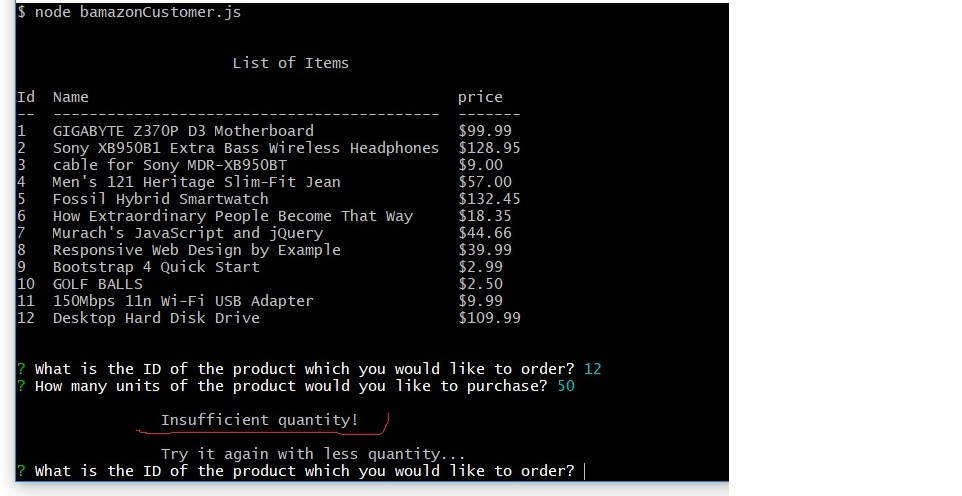 $ node bamazonCustomer.js
List of Items
Id  Name                                         price
--  -------------------------------------------  -------
1   GIGABYTE Z370P D3 Motherboard                $99.99
2   Sony XB950B1 Extra Bass Wireless Headphones  $128.95
3   cable for Sony MDR-XB950BT                   $9.00
4   Men's 121 Heritage Slim-Fit Jean             $57.00
5   Fossil Hybrid Smartwatch                     $132.45
6   How Extraordinary People Become That Way     $18.35
7   Murach's JavaScript and jQuery               $44.66
8   Responsive Web Design by Example             $39.99
9   Bootstrap 4 Quick Start                      $2.99
10  GOLF BALLS                                   $2.50
11  150Mbps 11n Wi-Fi USB Adapter                $9.99
12  Desktop Hard Disk Drive                      $109.99
? What is the ID of the product which you would like to order? 12
? How many units of the product would you like to purchase? 50
Insufficient quantity!
Try it again with less quantity...
? What is the ID of the product which you would like to order?